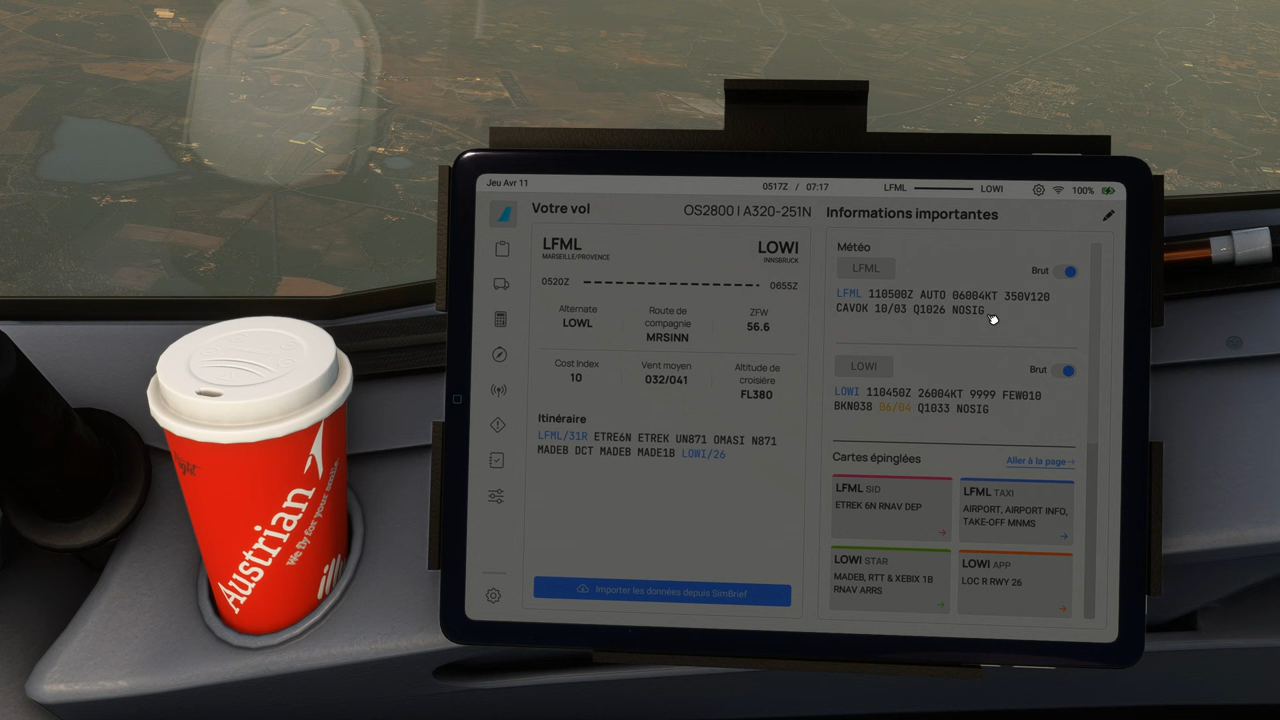 Jeu Avr 11
0517Z / 07:17
LFML
LOWI
100%
Votre vol
OS2800 | A320-251N
LFML
LOWI
MARSEILLE/PROVENCE
INNSBRUCK
0520Z
0655Z
Alternate
LOWL
Route de
compagnie
MRSINN
ZFW
56.6
Cost Index
10
Vent moyen
032/041
Altitude de
croisière
FL380
Itinéraire
LFML/31R ETREK6N ETREK UN871 OMASI N871
MADEB DCT MADEB MADE1B LOWI/26
Importer les données depuis SimBrief
Informations importantes
Météo
LFML
Brut
LFML 110500Z AUTO 06004KT 350V120
CAVOK 10/03 Q1026 NOSIG
LOWI
Brut
LOWI 110450Z 26004KT 9999 FEW010
BKN038 06/04 Q1033 NOSIG
Cartes épinglées
Aller à la page→
LFML SID
ETREK 6N RNAV DEP
LFML TAXI
AIRPORT, AIRPORT INFO,
TAKE-OFF MNMS
LOWI STAR
MADEB, RTT & XEBIX 1B
RNAV ARRS
LOWI APP
LOC R RWY 26
Austrian
We fly for your smile.